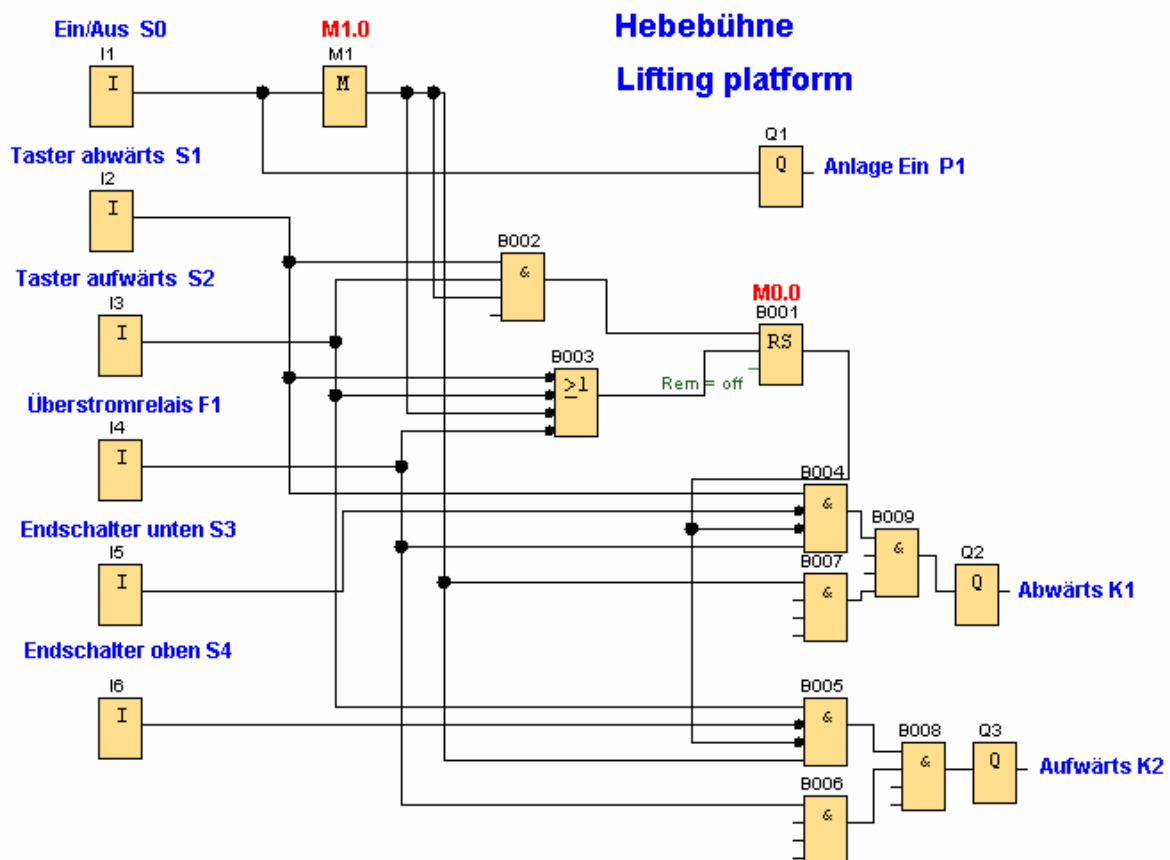 Ein/Aus S0
M1.0
Hebebühne
Lifting platform
I1
I
M1
M
Taster abwärts S1
I2
I
Q1
Q
Anlage Ein P1
Taster aufwärts S2
I3
I
B002
&
M0.0
B001
RS
Rem = off
B003
>1
Überstromrelais F1
I4
I
B004
&
Endschalter unten S3
I5
I
B009
&
B007
&
Q2
Q
Abwärts K1
Endschalter oben S4
I6
I
B005
&
B008
&
Q3
Q
Aufwärts K2
B006
&